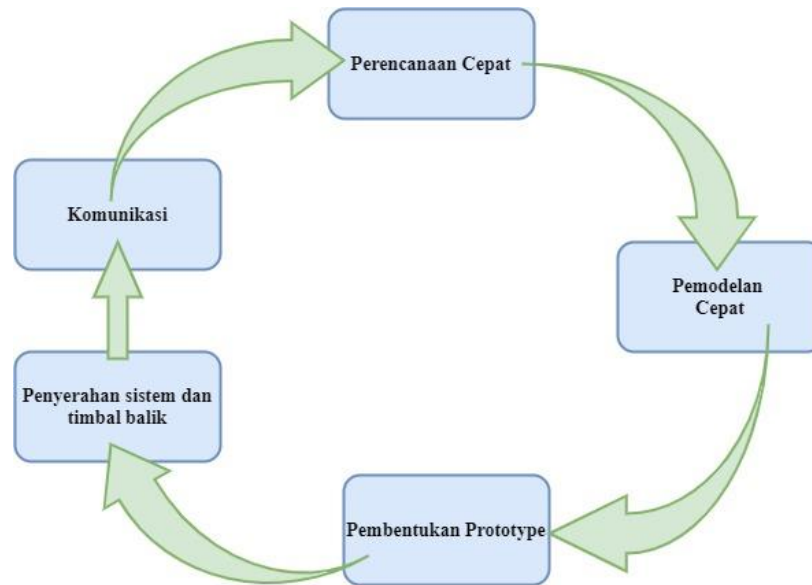 Perencanaan Cepat
Komunikasi
Pemodelan
Cepat
Penyerahan sistem dan
timbal balik
Pembentukan Prototype